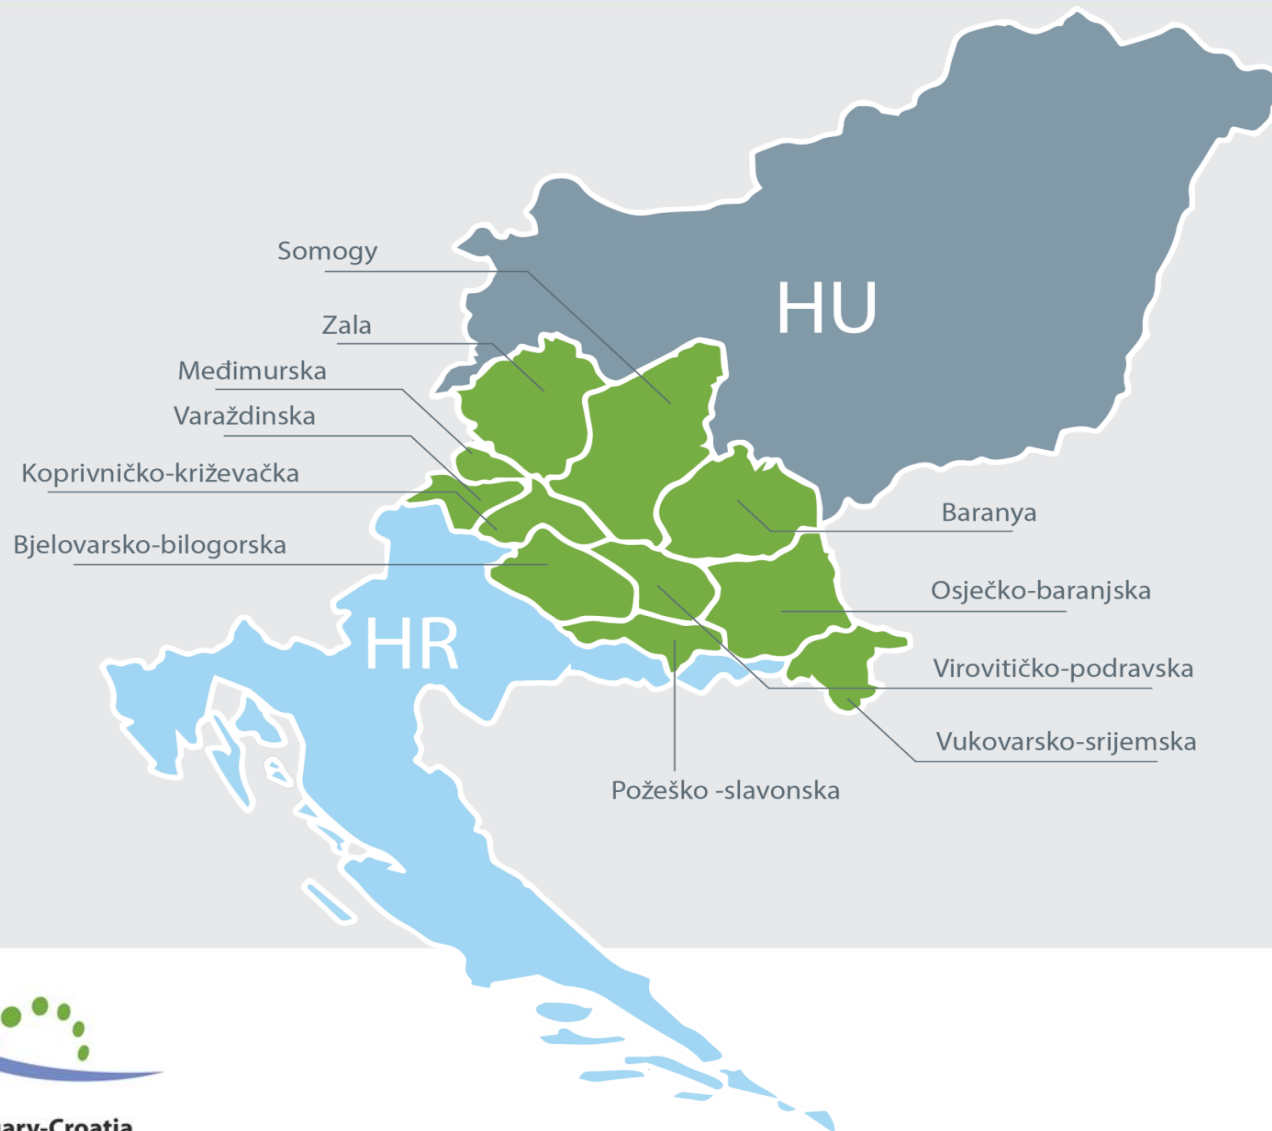 Somogy
Zala
Međimurska
Varaždinska
Koprivničko-križevačka
Bjelovarsko-bilogorska
HU
HR
Baranya
Osječko-baranjska
Virovitičko-podravska
Vukovarsko-srijemska
Požeško -slavonska
-Croatia